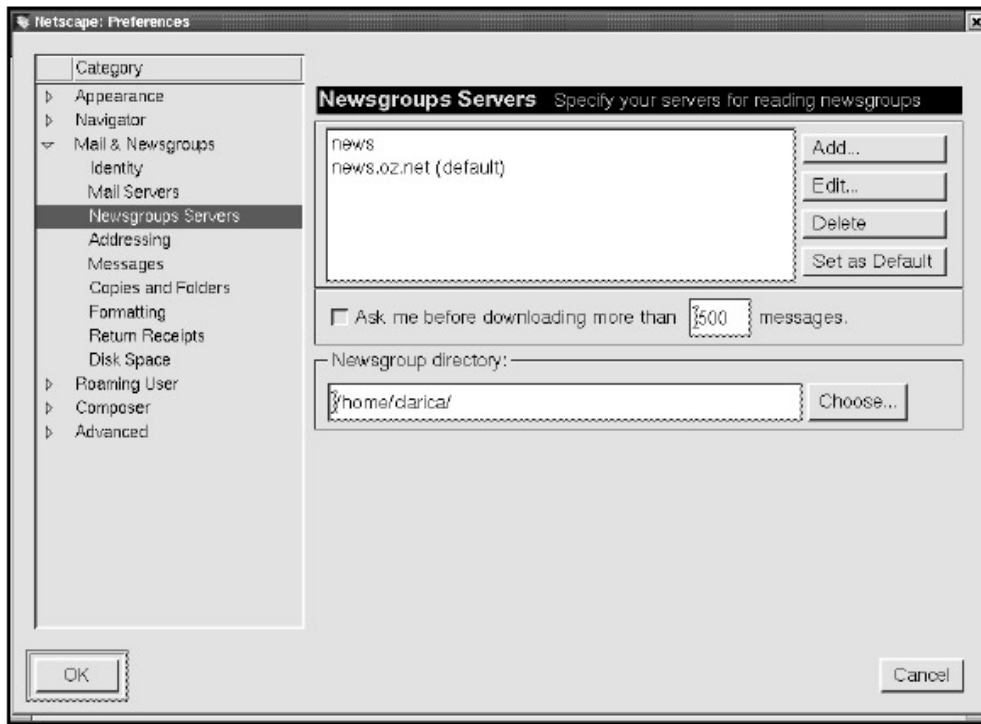 Netscape: Preferences
Category
Appearance
Navigator
Mail & Newsgroups
Identity
Mail Servers
Newsgroups Servers
Addressing
Messages
Copies and Folders
Formatting
Return Receipts
Disk Space
Roaming User
Composer
Advanced
Newsgroups Servers Specify your servers for reading newsgroups
news
news.oz.net (default)
Add...
Edit...
Delete
Set as Default
Ask me before downloading more than 500 messages.
Newsgroup directory:
/home/clarica/
Choose...
OK
Cancel